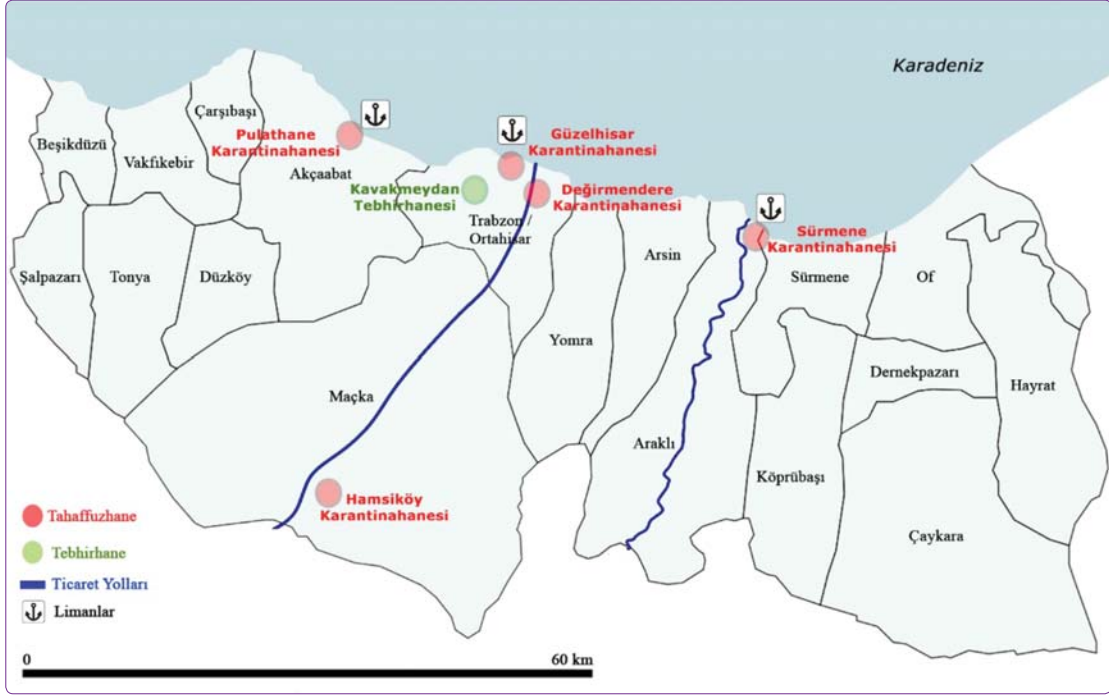 Karadeniz
Çarşıbaşı
Beşikdüzü
Vakfıkebir
Pulathane
Karantinahanesi
Akçaabat
Güzelhisar
Karantinahanesi
Kavakmeydan
Tebhirhanesi
Değirmendere
Karantinahanesi
Trabzon /
Ortahisar
Sürmene
Karantinahanesi
Şalpazarı
Tonya
Düzköy
Arsin
Sürmene
Of
Yomra
Dernekpazarı
Hayrat
Maçka
Araklı
Köprübaşı
Hamsiköy
Karantinahanesi
Çaykara
Tahaffuzhane
Tebhirhane
Ticaret Yolları
Limanlar
0 60 km